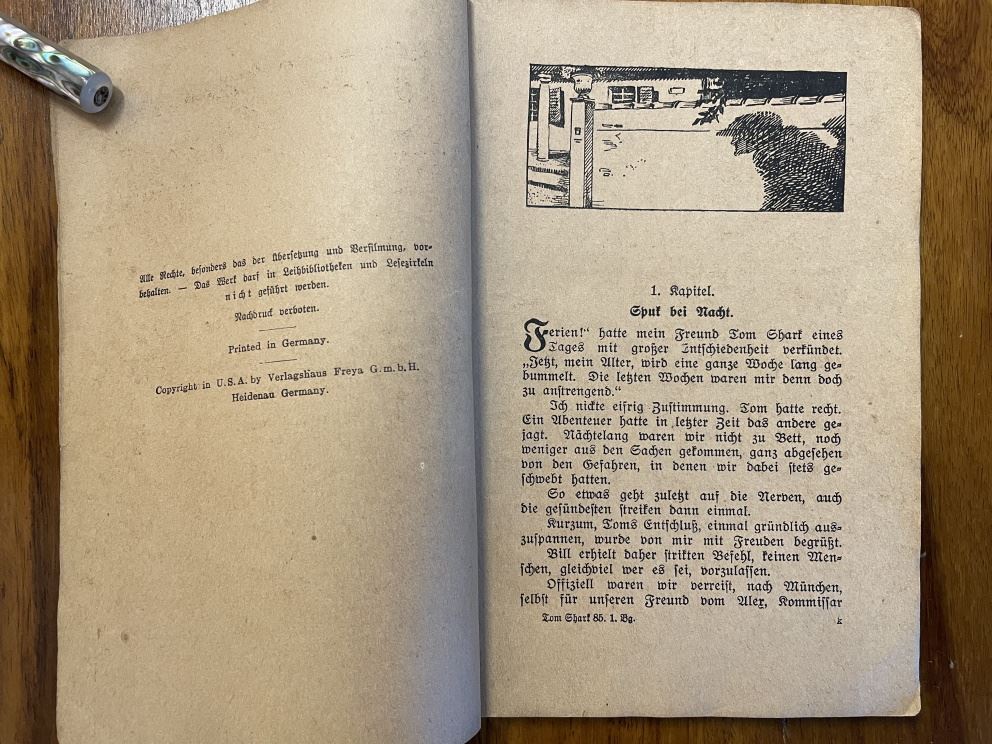 Alle Rechte, besonders das der Übersetzung und Verfilmung, vor-
behalten. — Das Werk darf in Leihbibliotheken und Lesezirkeln
nicht geführt werden.
Nachdruck verboten.
Printed in Germany.
Copyright in U.S.A. by Verlagshaus Freya G.m.b.H.
Heidenau Germany.
1. Kapitel.
Spuk bei Nacht.
Ferien!“ hatte mein Freund Tom Shark eines
Tages mit großer Entschiedenheit verkündet.
„Jetzt, mein Alter, wird eine ganze Woche lang ge-
bummelt. Die letzten Wochen waren mir denn doch
zu anstrengend.“
Ich nickte eifrig Zustimmung. Tom hatte recht.
Ein Abenteuer hatte in letzter Zeit das andere ge-
jagt. Nächtelang waren wir nicht zu Bett, noch
weniger aus den Sachen gekommen, ganz abgesehen
von den Gefahren, in denen wir dabei stets ge-
schwebt hatten.
So etwas geht zuletzt auf die Nerven, auch
die gesündesten streiken dann einmal.
Kurzum, Toms Entschluß, einmal gründlich aus-
zuspannen, wurde von mir mit Freuden begrüßt.
Bill erhielt daher strikten Befehl, keinen Men-
schen, gleichviel wer es sei, vorzulassen.
Offiziell waren wir verreist, nach München,
selbst für unseren Freund vom Alex, Kommissar
Tom Shark 85. 1. Bg. k